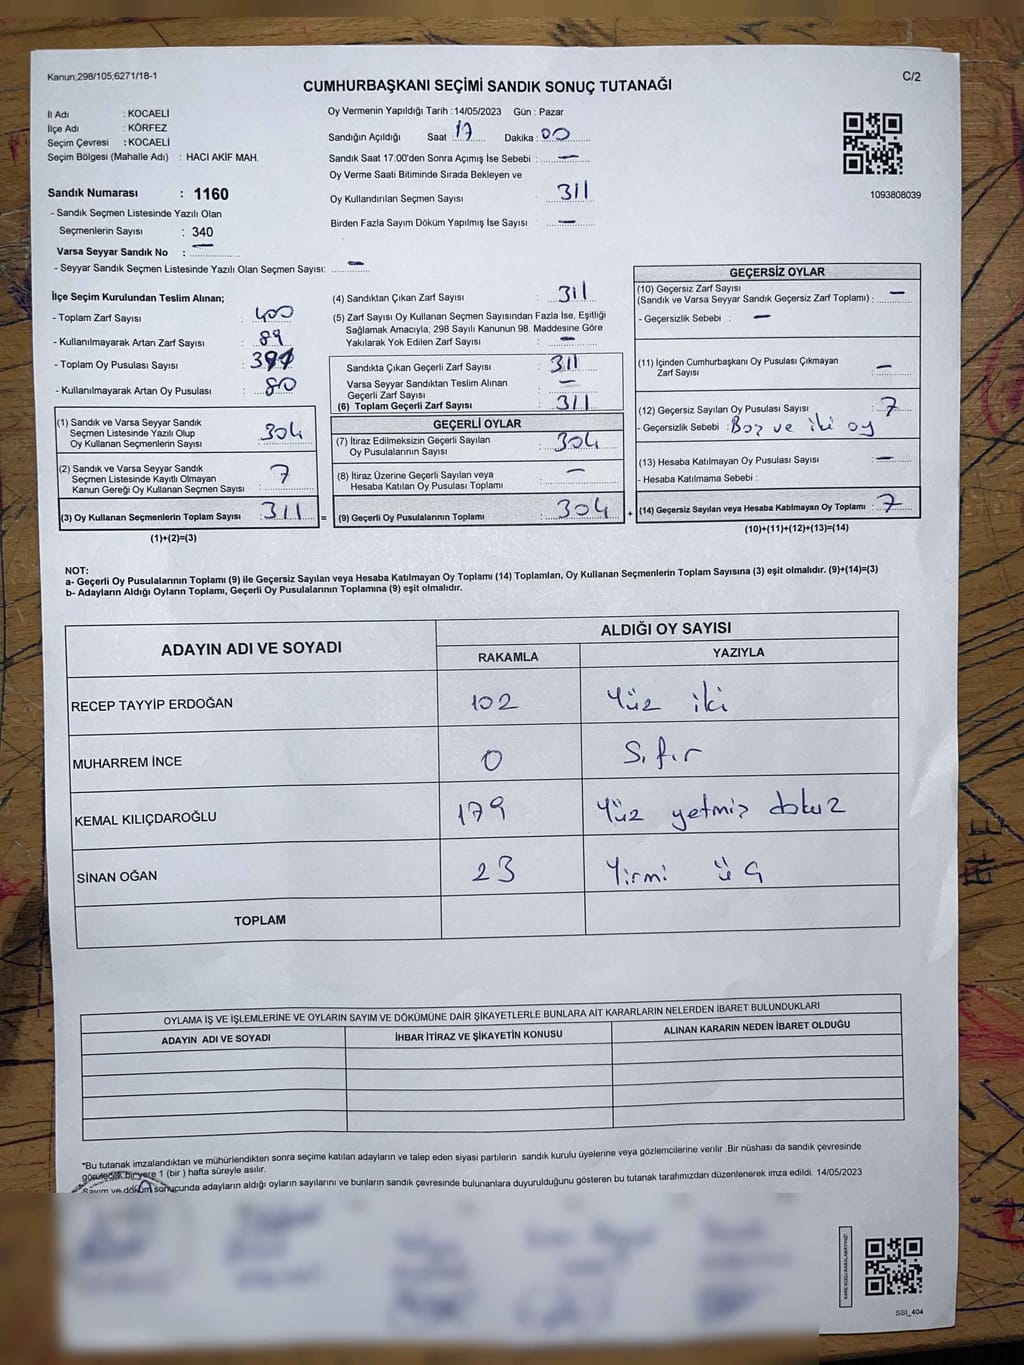 Kanun;298/105;6271/18-1
C/2
CUMHURBAŞKANI SEÇİMİ SANDIK SONUÇ TUTANAĞI
İl Adı : KOCAELİ
İlçe Adı : KÖRFEZ
Seçim Çevresi : KOCAELİ
Seçim Bölgesi (Mahalle Adı) : HACI AKİF MAH.
Sandık Numarası : 1160
- Sandık Seçmen Listesinde Yazılı Olan
Seçmenlerin Sayısı : 340
Varsa Seyyar Sandık No : —
- Seyyar Sandık Seçmen Listesinde Yazılı Olan Seçmen Sayısı: —
Oy Vermenin Yapıldığı Tarih :14/05/2023 Gün : Pazar
Sandığın Açıldığı Saat 17 Dakika : 00
Sandık Saat 17:00'den Sonra Açımış İse Sebebi : —
Oy Verme Saati Bitiminde Sırada Bekleyen ve
Oy Kullandırılan Seçmen Sayısı 311
Birden Fazla Sayım Döküm Yapılmış İse Sayısı : —
1093808039
İlçe Seçim Kurulundan Teslim Alınan;
- Toplam Zarf Sayısı : 400
- Kullanılmayarak Artan Zarf Sayısı : 89
- Toplam Oy Pusulası Sayısı :
- Kullanılmayarak Artan Oy Pusulası : 80
(1) Sandık ve Varsa Seyyar Sandık
Seçmen Listesinde Yazılı Olup
Oy Kullanan Seçmenlerin Sayısı : 304
(2) Sandık ve Varsa Seyyar Sandık
Seçmen Listesinde Kayıtlı Olmayan
Kanun Gereği Oy Kullanan Seçmen Sayısı : 7
(3) Oy Kullanan Seçmenlerin Toplam Sayısı : 311 =
(1)+(2)=(3)
(4) Sandıktan Çıkan Zarf Sayısı : 311
(5) Zarf Sayısı Oy Kullanan Seçmen Sayısından Fazla İse, Eşitliği
Sağlamak Amacıyla; 298 Sayılı Kanunun 98. Maddesine Göre
Yakılarak Yok Edilen Zarf Sayısı : —
Sandıkta Çıkan Geçerli Zarf Sayısı : 311
Varsa Seyyar Sandıktan Teslim Alınan
Geçerli Zarf Sayısı : —
(6) Toplam Geçerli Zarf Sayısı : 311
GEÇERLİ OYLAR
(7) İtiraz Edilmeksizin Geçerli Sayılan
Oy Pusulalarının Sayısı : 304
(8) İtiraz Üzerine Geçerli Sayılan veya
Hesaba Katılan Oy Pusulası Toplamı : —
(9) Geçerli Oy Pusulalarının Toplamı : 304 +
GEÇERSİZ OYLAR
(10) Geçersiz Zarf Sayısı
(Sandık ve Varsa Seyyar Sandık Geçersiz Zarf Toplamı) : —
- Geçersizlik Sebebi : —
(11) İçinden Cumhurbaşkanı Oy Pusulası Çıkmayan
Zarf Sayısı : —
(12) Geçersiz Sayılan Oy Pusulası Sayısı : 7
- Geçersizlik Sebebi : Boş ve iki oy
(13) Hesaba Katılmayan Oy Pusulası Sayısı : —
- Hesaba Katılmama Sebebi :
(14) Geçersiz Sayılan veya Hesaba Katılmayan Oy Toplamı : 7
(10)+(11)+(12)+(13)=(14)
NOT:
a- Geçerli Oy Pusulalarının Toplamı (9) ile Geçersiz Sayılan veya Hesaba Katılmayan Oy Toplamı (14) Toplamları, Oy Kullanan Seçmenlerin Toplam Sayısına (3) eşit olmalıdır. (9)+(14)=(3)
b- Adayların Aldığı Oyların Toplamı, Geçerli Oy Pusulalarının Toplamına (9) eşit olmalıdır.
ADAYIN ADI VE SOYADI
ALDIĞI OY SAYISI
RAKAMLA YAZIYLA
RECEP TAYYİP ERDOĞAN 102 Yüz iki
MUHARREM İNCE 0 Sıfır
KEMAL KILIÇDAROĞLU 179 Yüz yetmiş dokuz
SİNAN OĞAN 23 Yirmi üç
TOPLAM
OYLAMA İŞ VE İŞLEMLERİNE VE OYLARIN SAYIM VE DÖKÜMÜNE DAİR ŞİKAYETLERLE BUNLARA AİT KARARLARIN NELERDEN İBARET BULUNDUKLARI
ADAYIN ADI VE SOYADI İHBAR İTİRAZ VE ŞİKAYETİN KONUSU ALINAN KARARIN NEDEN İBARET OLDUĞU
*Bu tutanak imzalandıktan ve mühürlendikten sonra seçime katılan adayların ve talep eden siyasi partilerin sandık kurulu üyelerine veya gözlemcilerine verilir. Bir nüshası da sandık çevresinde
görülecek bir yere 1 (bir ) hafta süreyle asılır.
Sayım ve döküm sonucunda adayların aldığı oyların sayılarını ve bunların sandık çevresinde bulunanlara duyurulduğunu gösteren bu tutanak tarafımızdan düzenlenerek imza edildi. 14/05/2023
KARE KODU KARALAMAYINIZ!
SSI_404